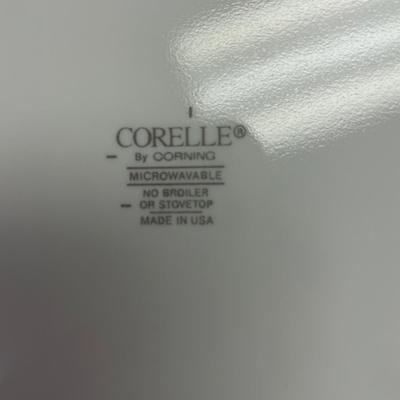 CORELLE®
By CORNING
MICROWAVABLE
NO BROILER
OR STOVETOP
MADE IN USA